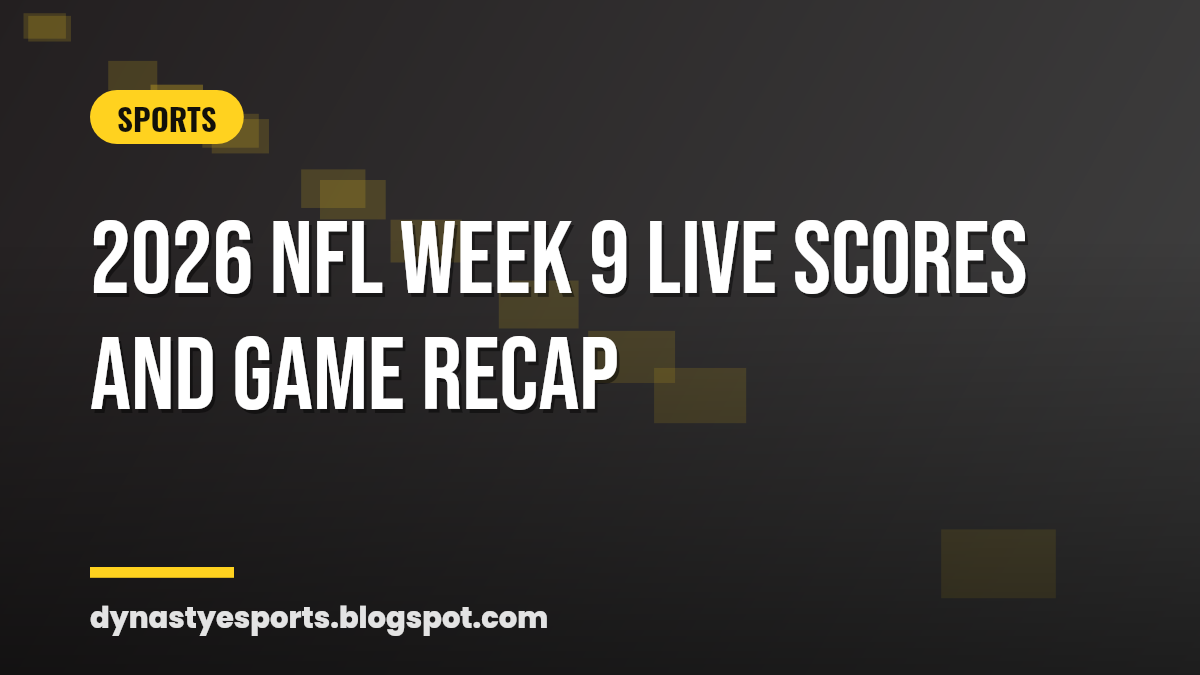 SPORTS
2026 NFL WEEK 9 LIVE SCORES
AND GAME RECAP
dynastyesports.blogspot.com